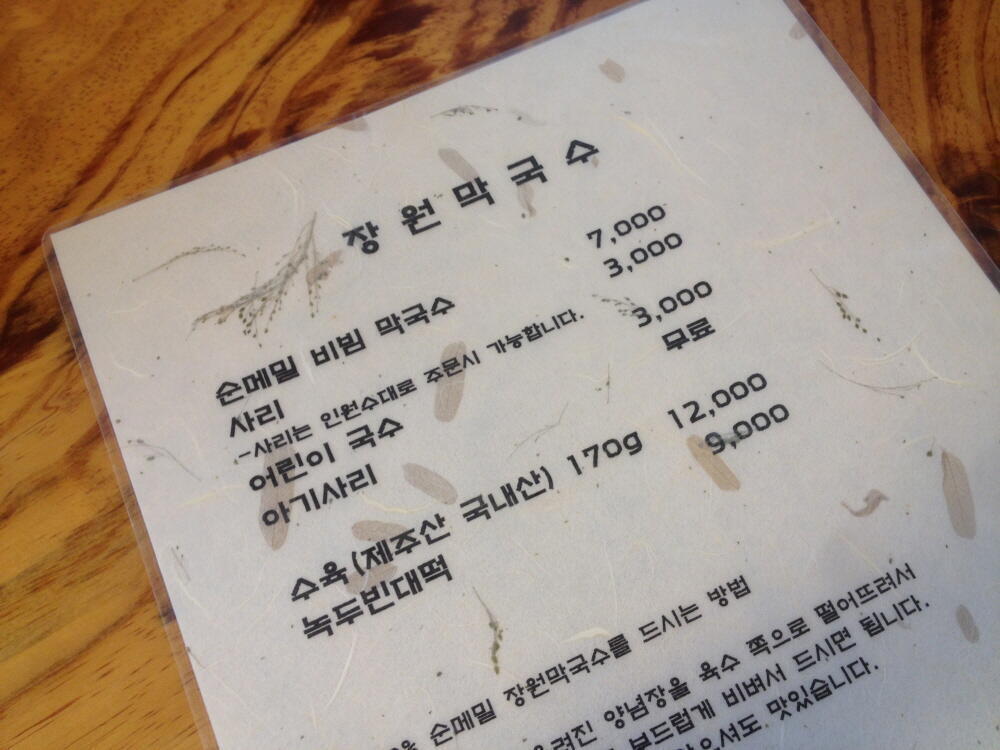 장원막국수
순메밀 비빔 막국수 7,000
사리 3,000
-사리는 인원수대로 주문시 가능합니다.
어린이 국수 3,000
아기사리 무료
수육(제주산 국내산) 170g 12,000
녹두빈대떡 9,000
순메밀 장원막국수를 드시는 방법
양념장을 육수 쪽으로 떨어뜨려서
부드럽게 비벼서 드시면 됩니다.
맛있습니다.